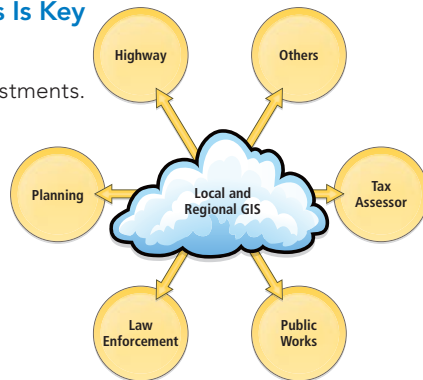 s Is Key
stments.
Highway
Others
Planning
Local and
Regional GIS
Tax
Assessor
Law
Enforcement
Public
Works